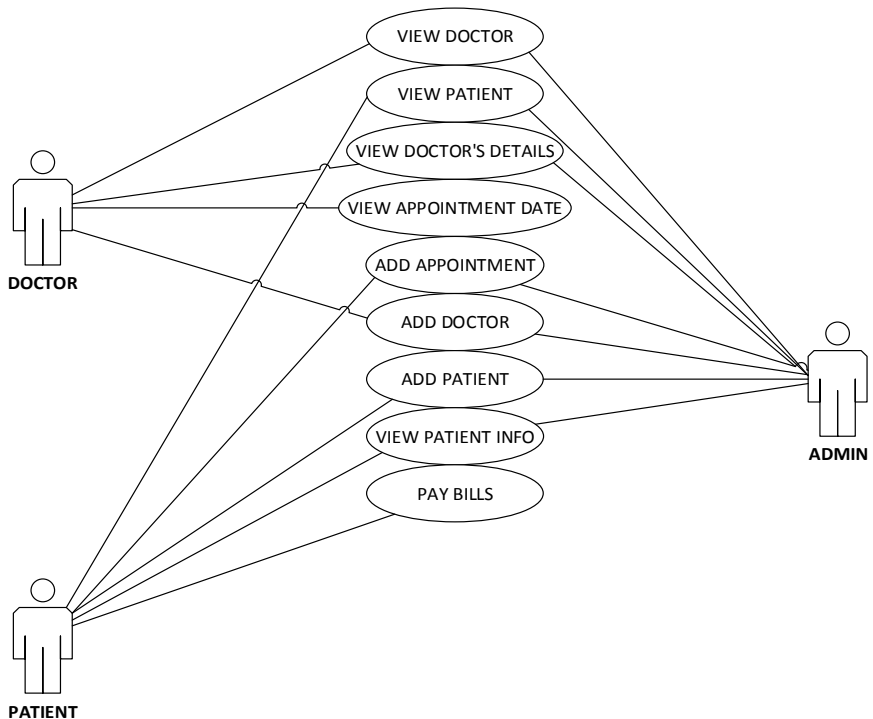 VIEW DOCTOR
VIEW PATIENT
VIEW DOCTOR'S DETAILS
VIEW APPOINTMENT DATE
DOCTOR
ADD APPOINTMENT
ADD DOCTOR
ADD PATIENT
VIEW PATIENT INFO
ADMIN
PAY BILLS
PATIENT